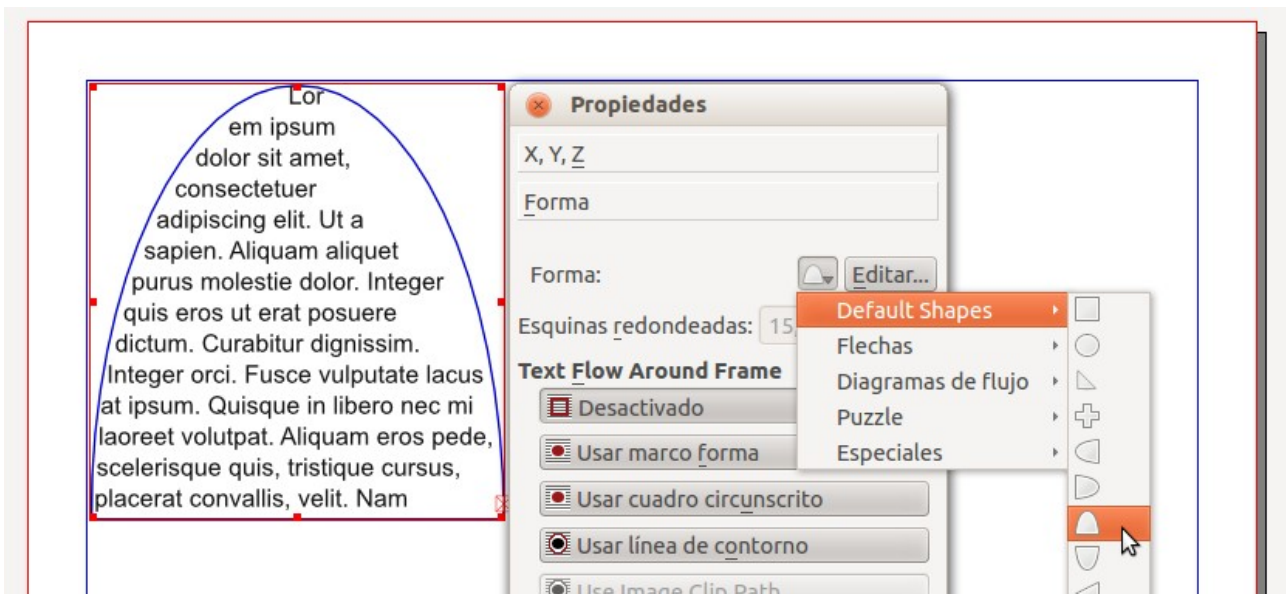 Lor
em ipsum
dolor sit amet,
consectetuer
adipiscing elit. Ut a
sapien. Aliquam aliquet
purus molestie dolor. Integer
quis eros ut erat posuere
dictum. Curabitur dignissim.
Integer orci. Fusce vulputate lacus
at ipsum. Quisque in libero nec mi
laoreet volutpat. Aliquam eros pede,
scelerisque quis, tristique cursus,
placerat convallis, velit. Nam
Propiedades
X, Y, Z
Forma
Forma:
Editar...
Esquinas redondeadas: 15,
Text Flow Around Frame
Desactivado
Usar marco forma
Usar cuadro circunscrito
Usar línea de contorno
Use Image Clip Path
Default Shapes
Flechas
Diagramas de flujo
Puzzle
Especiales